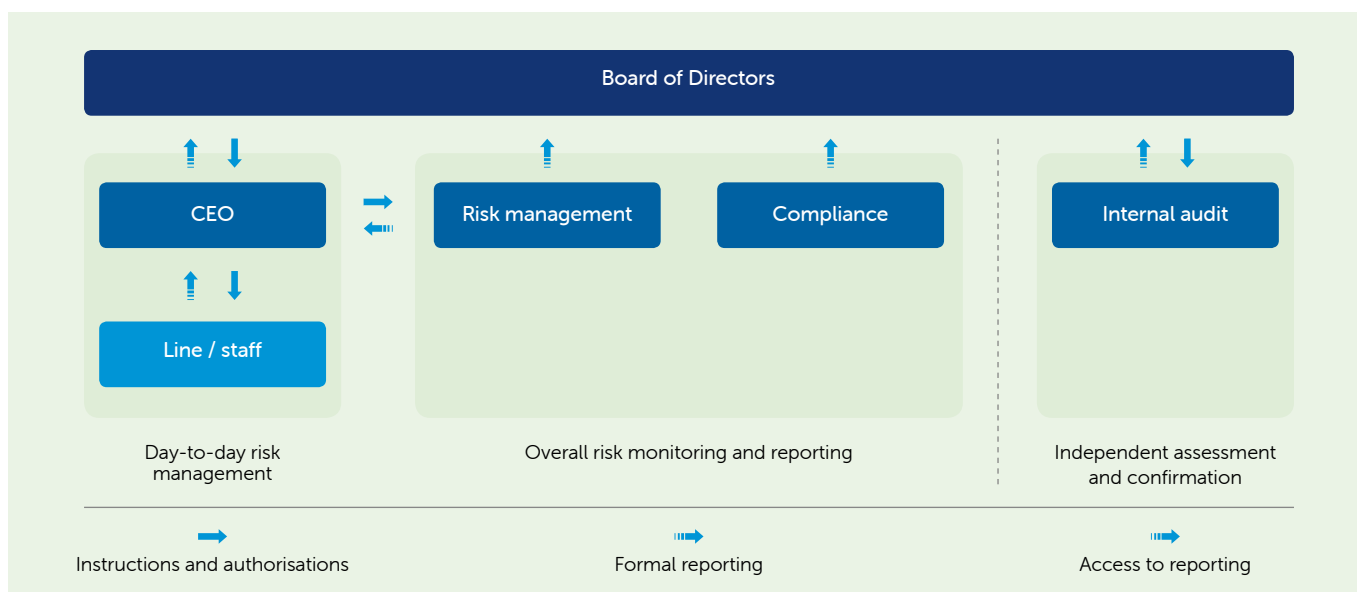 Board of Directors
CEO
Risk management
Compliance
Internal audit
Line / staff
Day-to-day risk
management
Overall risk monitoring and reporting
Independent assessment
and confirmation
Instructions and authorisations
Formal reporting
Access to reporting